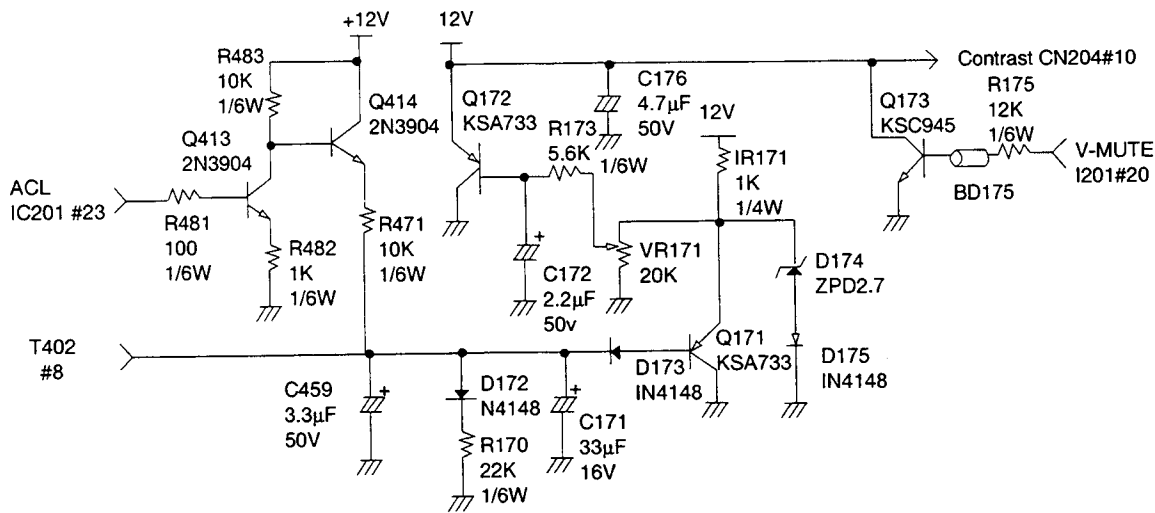 +12V
12V
R483
10K
1/6W
Q414
2N3904
Q413
2N3904
ACL
IC201 #23
R481
100
1/6W
R482
1K
1/6W
R471
10K
1/6W
Q172
KSA733
C176
4.7μF
50V
R173
5.6K
1/6W
12V
IR171
1K
1/4W
Contrast CN204#10
Q173
KSC945
R175
12K
1/6W
V-MUTE
I201#20
BD175
+
C172
2.2μF
50v
VR171
20K
D174
ZPD2.7
Q171
KSA733
D175
IN4148
T402
#8
C459
3.3μF
50V
+
D172
N4148
R170
22K
1/6W
+
C171
33μF
16V
D173
IN4148